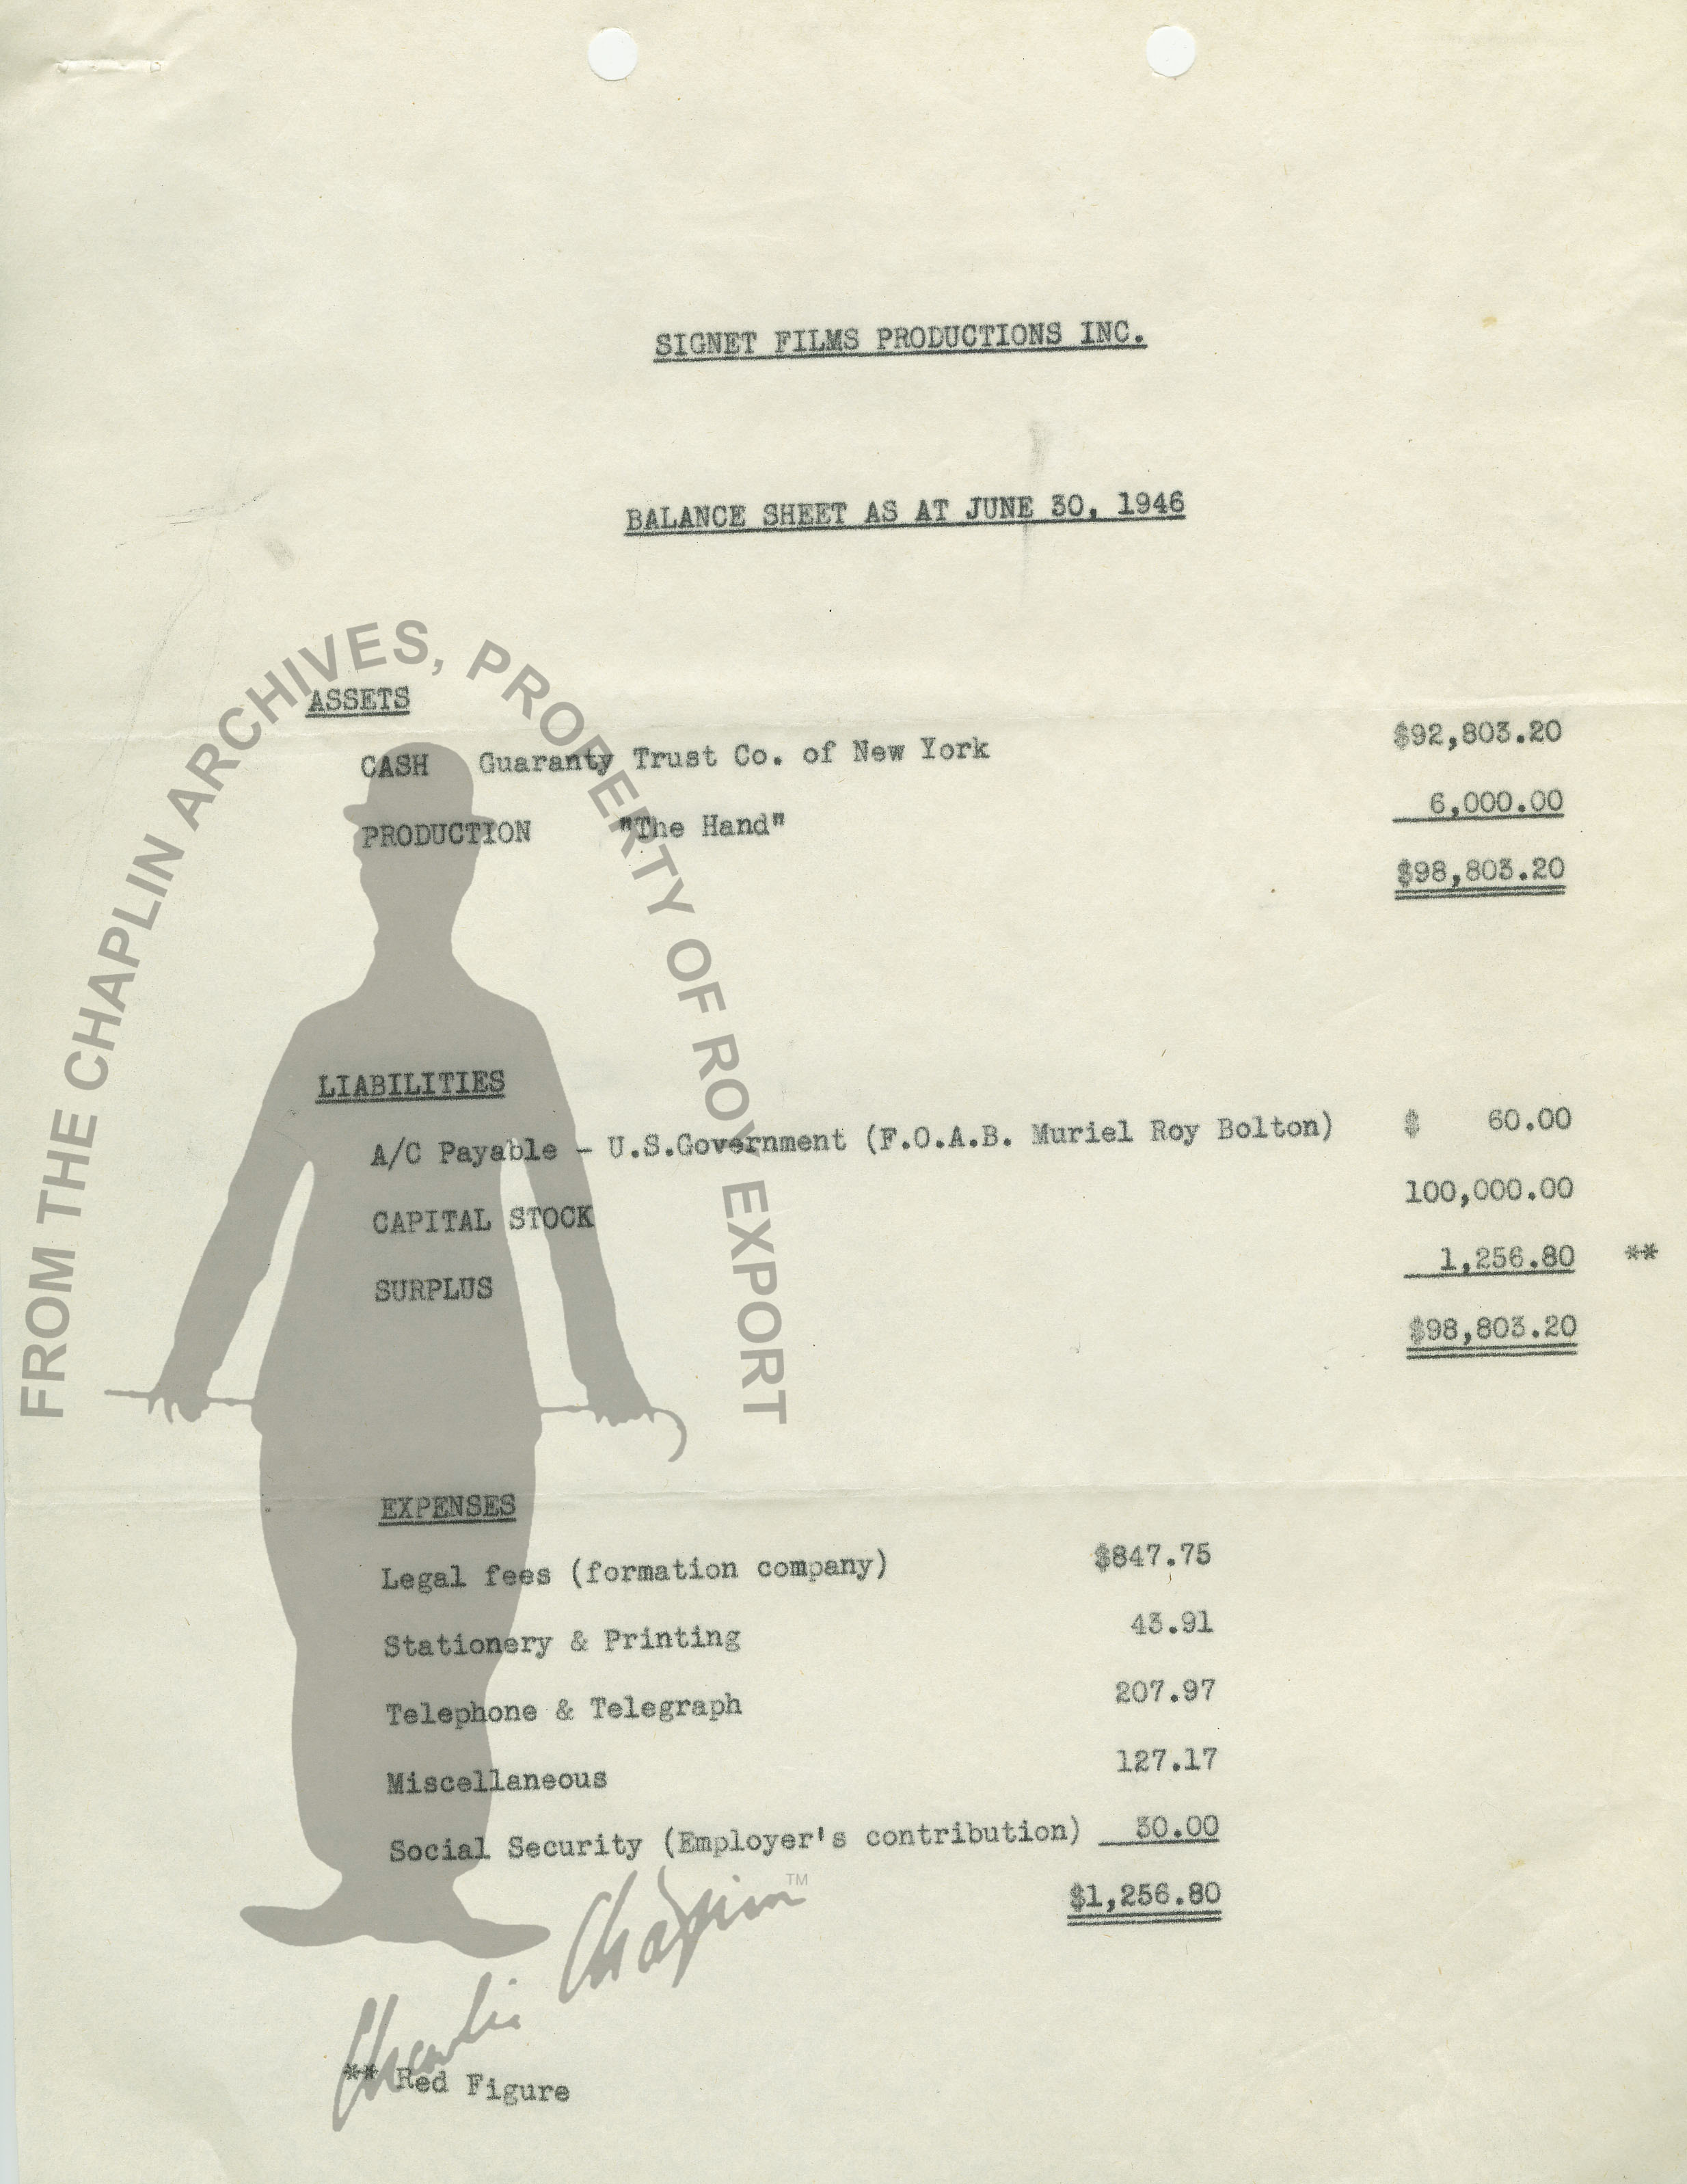 SIGNET FILMS PRODUCTIONS INC.
BALANCE SHEET AS AT JUNE 30, 1946
ASSETS
CASH Guaranty Trust Co. of New York $92,803.20
PRODUCTION "The Hand" 6,000.00
$98,803.20
LIABILITIES
A/C Payable - U.S.Government (F.O.A.B. Muriel Roy Bolton) $ 60.00
CAPITAL STOCK 100,000.00
SURPLUS 1,256.80 **
$98,803.20
EXPENSES
Legal fees (formation company) $847.75
Stationery & Printing 43.91
Telephone & Telegraph 207.97
Miscellaneous 127.17
Social Security (Employer's contribution) 30.00
$1,256.80
** Red Figure
FROM THE CHAPLIN ARCHIVES, PROPERTY OF ROY EXPORT
Charlie Chaplin TM